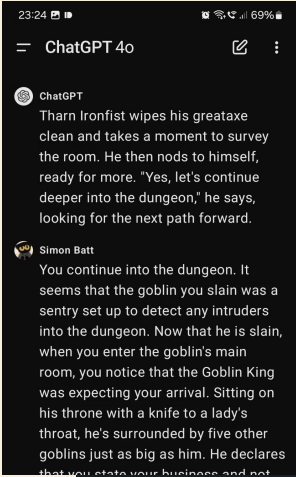 23:24 69%
ChatGPT 4o
ChatGPT
Tharn Ironfist wipes his greataxe
clean and takes a moment to survey
the room. He then nods to himself,
ready for more. "Yes, let's continue
deeper into the dungeon," he says,
looking for the next path forward.
Simon Batt
You continue into the dungeon. It
seems that the goblin you slain was a
sentry set up to detect any intruders
into the dungeon. Now that he is slain,
when you enter the goblin's main
room, you notice that the Goblin King
was expecting your arrival. Sitting on
his throne with a knife to a lady's
throat, he's surrounded by five other
goblins just as big as him. He declares
that you state your business and not